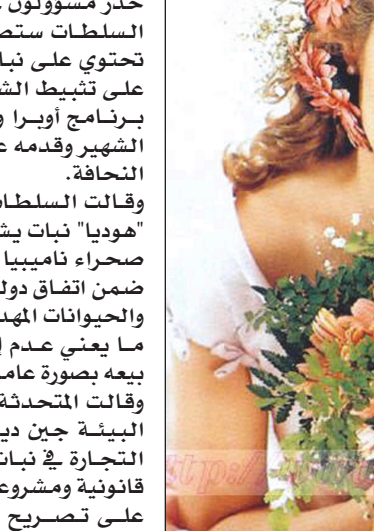 حذر مسؤولون
السلطات ستص
تحتوي على نبا
على تثبيط الش
برنامج أوبرا و
الشهير وقدمه ع
النحافة.
وقالت السلطا
"هوديا" نبات يش
صحراء ناميبيا
ضمن اتفاق دول
والحيوانات المهد
ما يعني عدم إ
بيعه بصورة عام
وقالت المتحدثة
البيئة جين دي
التجارة في نبات
قانونية ومشروع
على تصريح